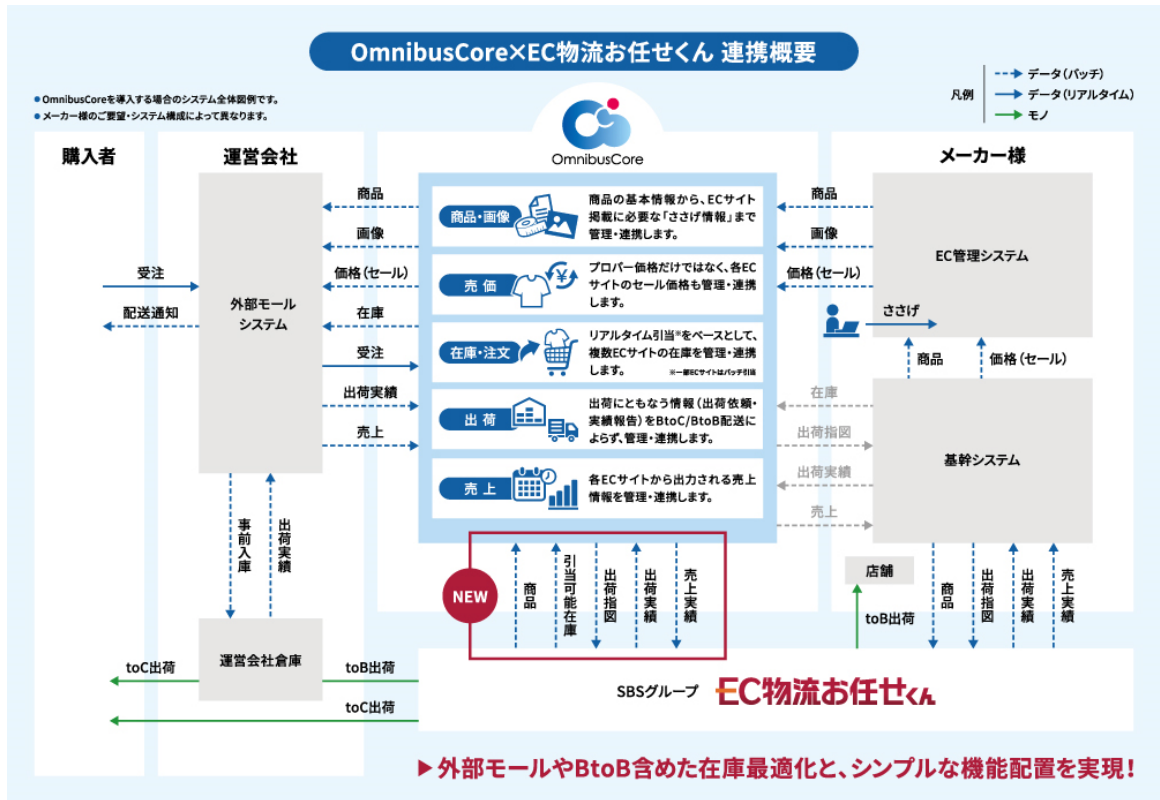 OmnibusCore×EC物流お任せくん 連携概要
凡例
データ(バッチ)
データ(リアルタイム)
モノ
●OmnibusCoreを導入する場合のシステム全体図例です。
●メーカー様のご要望・システム構成によって異なります。
購入者
運営会社
OmnibusCore
メーカー様
受注
配送通知
外部モール
システム
商品
画像
価格(セール)
在庫
受注
出荷実績
売上
商品・画像
商品の基本情報から、ECサイト
掲載に必要な「ささげ情報」まで
管理・連携します。
売価
プロパー価格だけではなく、各EC
サイトのセール価格も管理・連携
します。
在庫・注文
リアルタイム引当※をベースとして、
複数ECサイトの在庫を管理・連携
します。
※一部ECサイトはバッチ引当
出荷
出荷にともなう情報(出荷依頼・
実績報告)をBtoC/BtoB配送に
よらず、管理・連携します。
売上
各ECサイトから出力される売上
情報を管理・連携します。
商品
画像
価格(セール)
EC管理システム
ささげ
商品
価格(セール)
在庫
出荷指図
出荷実績
売上
基幹システム
事前入庫
出荷実績
NEW
商品
引当可能在庫
出荷指図
出荷実績
売上実績
店舗
toB出荷
商品
出荷指図
出荷実績
売上実績
運営会社倉庫
toC出荷
toB出荷
toC出荷
SBSグループ EC物流お任せくん
▶外部モールやBtoB含めた在庫最適化と、シンプルな機能配置を実現!